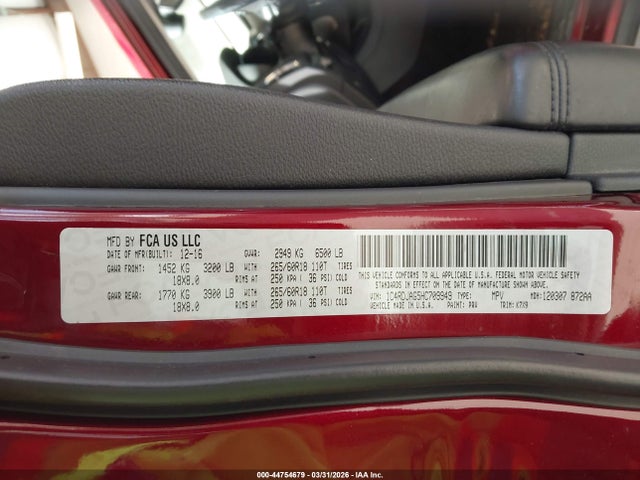 MFD BY FCA US LLC
DATE OF MFR(BUILT): 12-16 GVWR: 2949 KG 6500 LB
GAWR FRONT: 1452 KG 3200 LB WITH 265/60R18 110T TIRES
18X8.0 RIMS AT 250 KPA( 36 PSI) COLD
GAWR REAR: 1770 KG 3900 LB WITH 265/60R18 110T TIRES
18X8.0 RIMS AT 250 KPA( 36 PSI) COLD
THIS VEHICLE CONFORMS TO ALL APPLICABLE U.S.A. FEDERAL MOTOR VEHICLE SAFETY
STANDARDS IN EFFECT ON THE DATE OF MANUFACTURE SHOWN ABOVE.
VIN: 1C4RDJAG5HC709949 TYPE: MPV MDH: 120307 872AA
VEHICLE MADE IN U.S.A. PAINT: PRV TRIM: K7X9
000-44754679 | 03/31/2026 - IAA Inc.